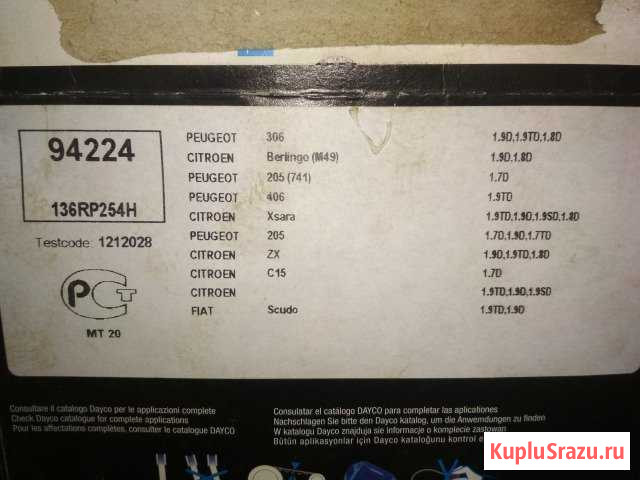 94224
136RP254H
Testcode: 1212028
PCT
MT 20
PEUGEOT 306 1.9D,1.9TD,1.8D
CITROEN Berlingo (M49) 1.9D,1.8D
PEUGEOT 205 (741) 1.7D
PEUGEOT 406 1.9TD
CITROEN Xsara 1.9TD,1.9D,1.9SD,1.8D
PEUGEOT 205 1.7D,1.9D,1.7TD
CITROEN ZX 1.9D,1.9TD,1.8D
CITROEN C15 1.7D
CITROEN 1.9TD,1.9D,1.9SD
FIAT Scudo 1.9TD,1.9D
Consultare il catalogo Dayco per le applicazioni complete
Check Dayco catalogue for complete applications
Pour les affectations complètes, consulter le catalogue DAYCO
Consulatar el catálogo DAYCO para completar las aplicationes
Nachschlagen Sie bitte den Dayco katalog, um die Anwendungen zu finden
W katalogu Dayco znajduja sie informacje o komplecie zastowan
Bütün aplikasyonlar için Dayco kataloğunu kontrol e
KupluSrazu.ru